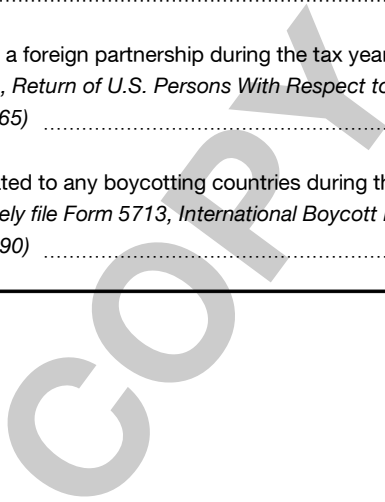 a foreign partnership during the tax year
, Return of U.S. Persons With Respect to
65)
ated to any boycotting countries during th
ely file Form 5713, International Boycott
90)
COPY